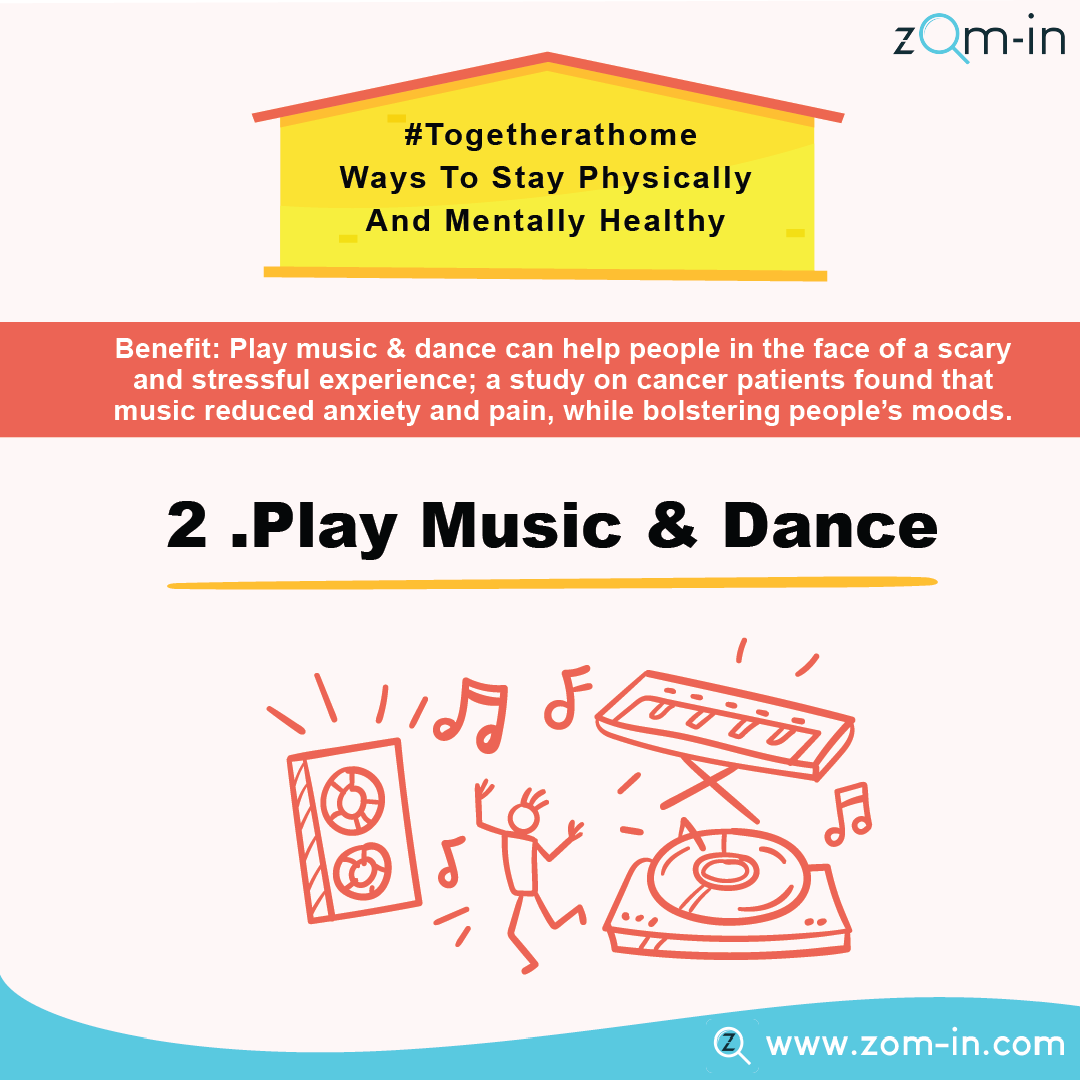 zOm-in
#Togetherathome
Ways To Stay Physically
And Mentally Healthy
Benefit: Play music & dance can help people in the face of a scary
and stressful experience; a study on cancer patients found that
music reduced anxiety and pain, while bolstering people’s moods.
2 .Play Music & Dance
Z www.zom-in.com